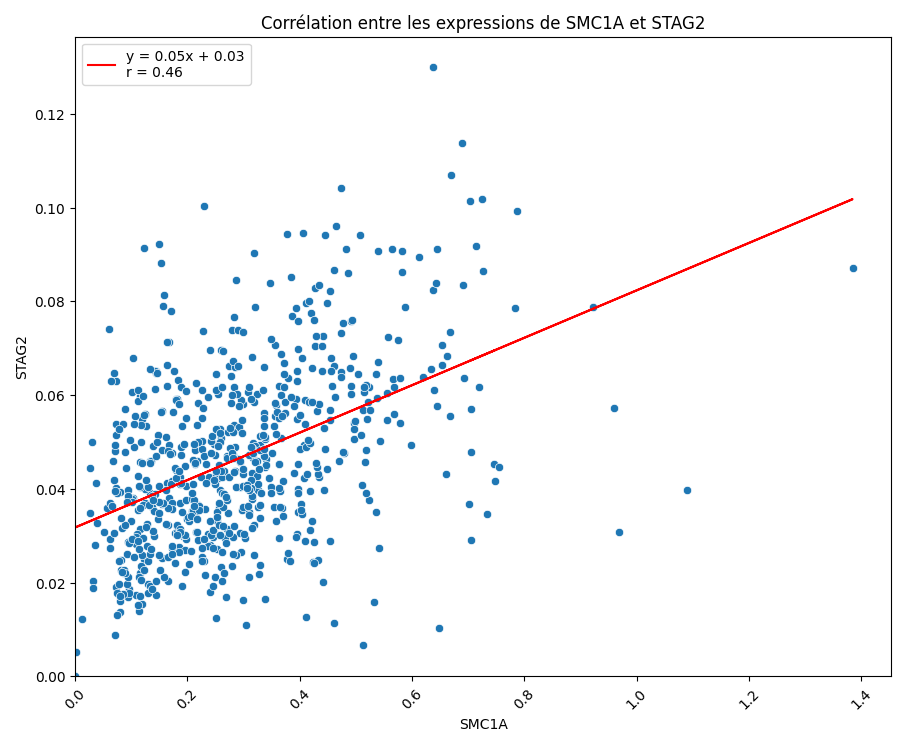 Corrélation entre les expressions de SMC1A et STAG2
y = 0.05x + 0.03
r = 0.46
0.12
0.10
0.08
STAG2
0.06
0.04
0.02
0.00
0.0 0.2 0.4 0.6 0.8 1.0 1.2 1.4
SMC1A